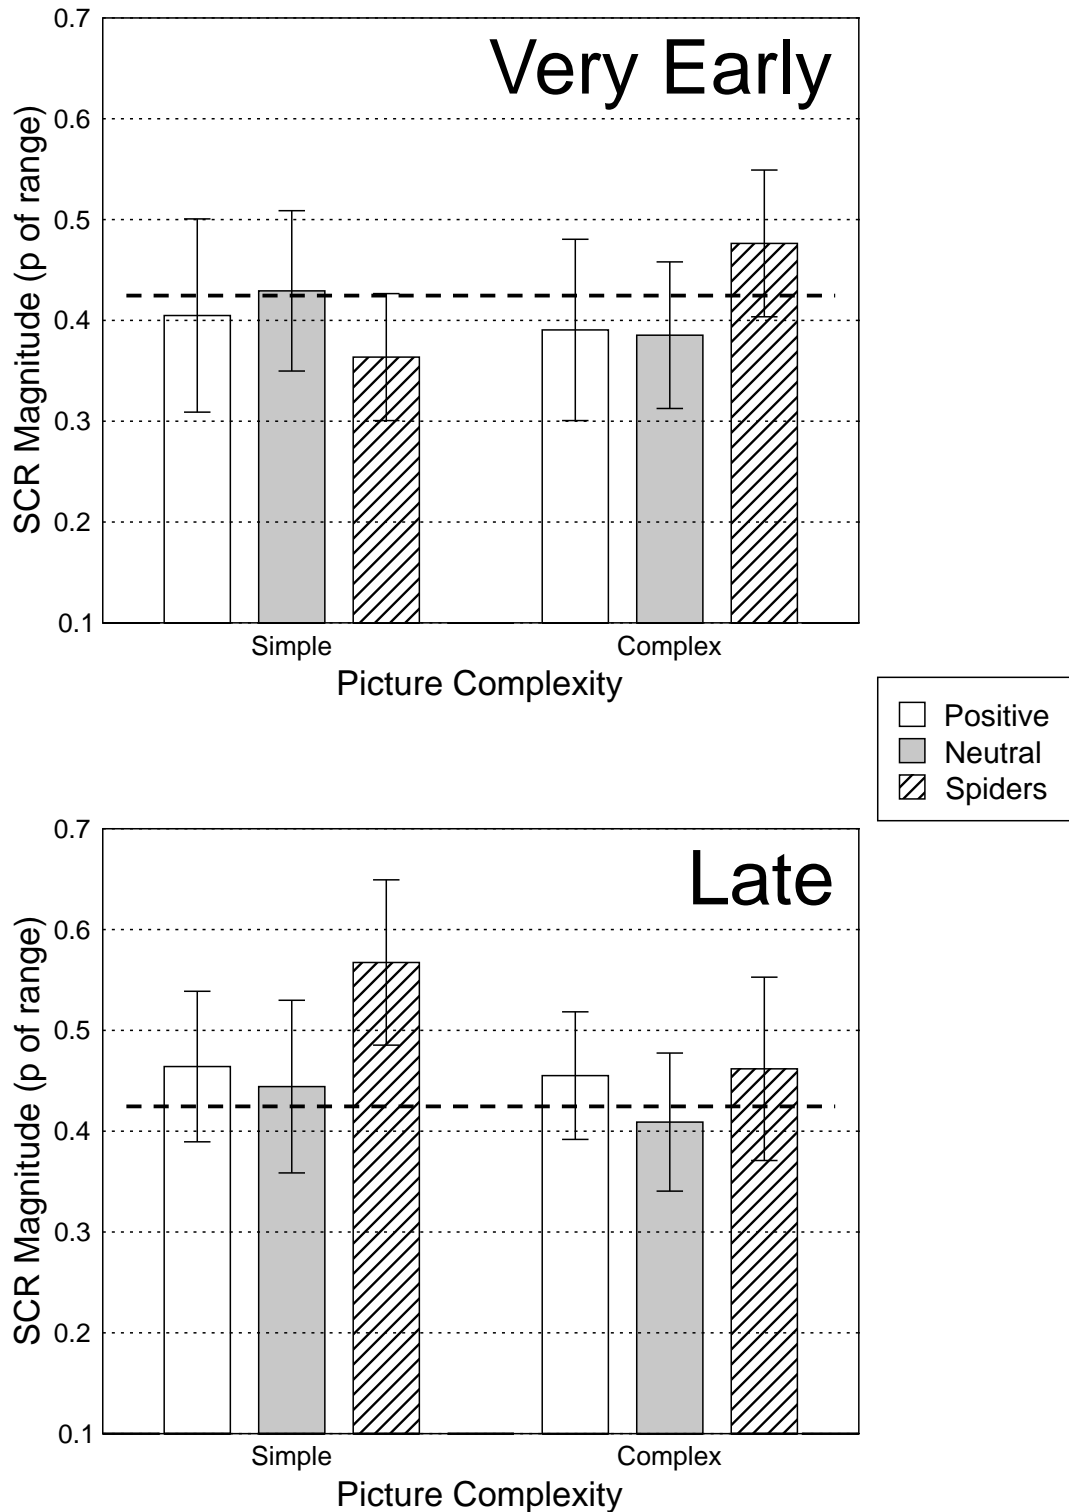 Very Early
SCR Magnitude (p of range)
0.7
0.6
0.5
0.4
0.3
0.2
0.1
Simple
Complex
Picture Complexity
Positive
Neutral
Spiders
Late
SCR Magnitude (p of range)
0.7
0.6
0.5
0.4
0.3
0.2
0.1
Simple
Complex
Picture Complexity